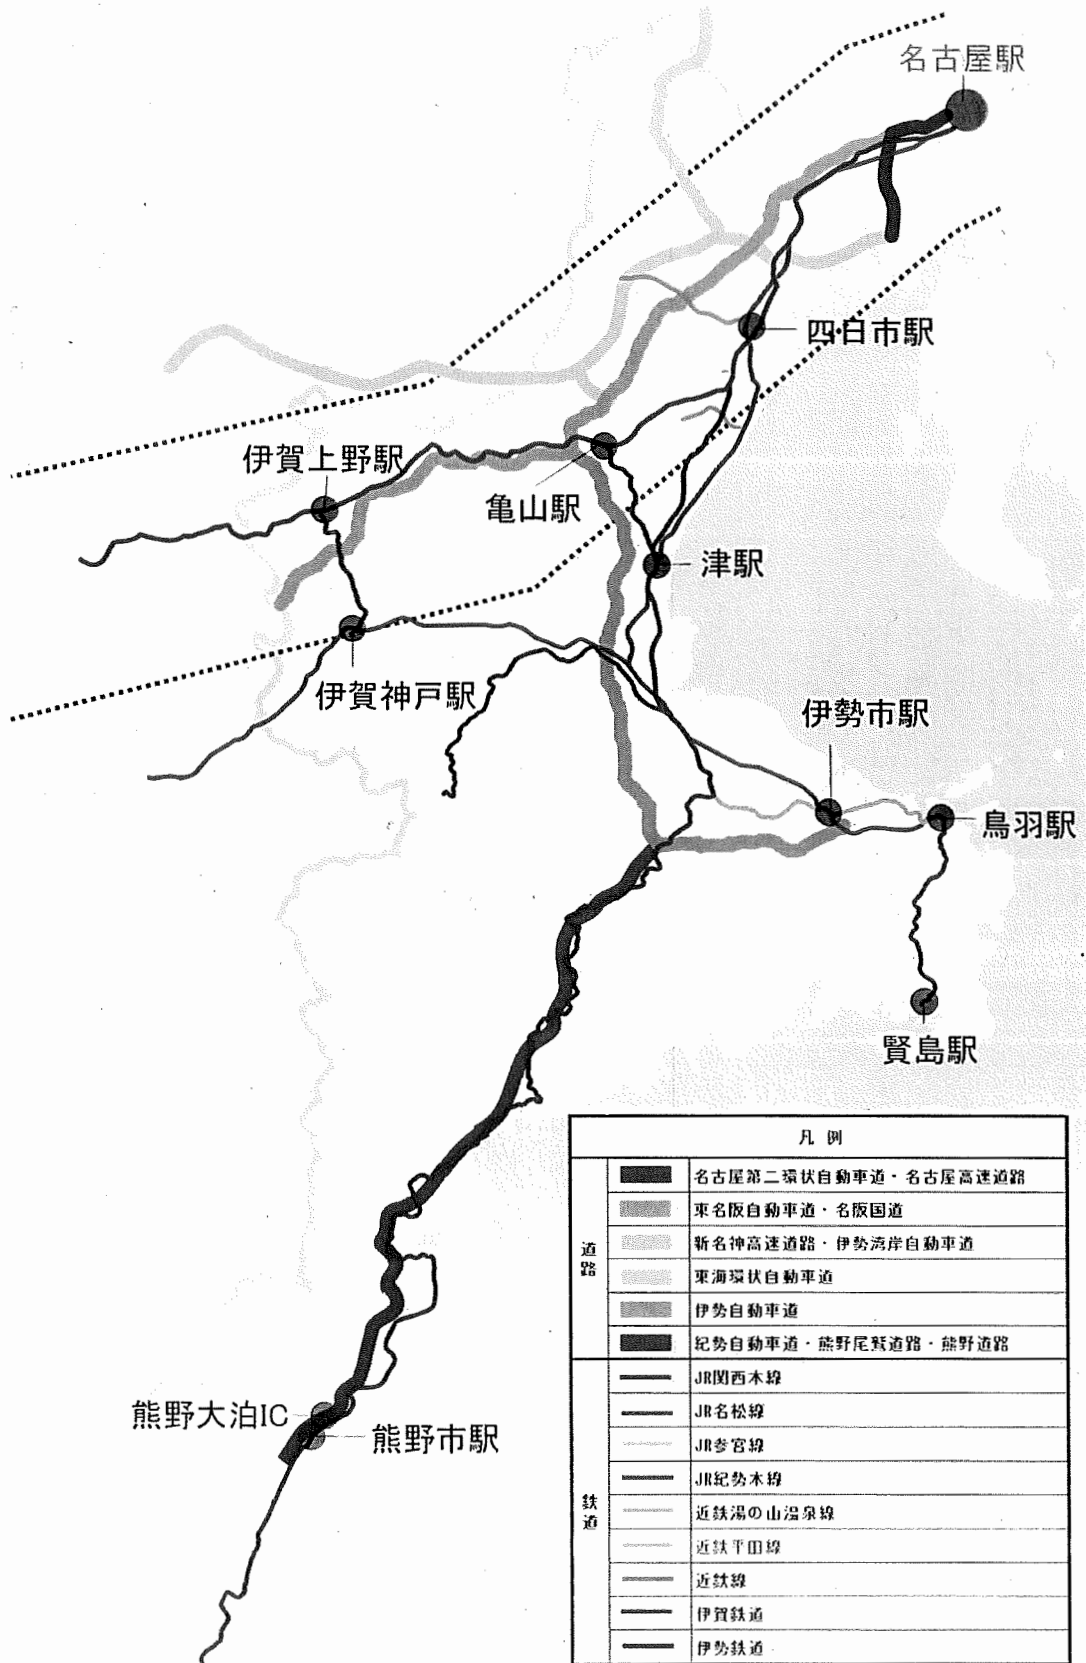 名古屋駅
四日市駅
伊賀上野駅
亀山駅
津駅
伊賀神戸駅
伊勢市駅
鳥羽駅
賢島駅
熊野大泊IC
熊野市駅
凡例
道路
名古屋第二環状自動車道・名古屋高速道路
東名阪自動車道・名阪国道
新名神高速道路・伊勢湾岸自動車道
東海環状自動車道
伊勢自動車道
紀勢自動車道・熊野尾鷲道路・熊野道路
鉄道
JR関西本線
JR名松線
JR参宮線
JR紀勢本線
近鉄湯の山温泉線
近鉄平田線
近鉄線
伊賀鉄道
伊勢鉄道